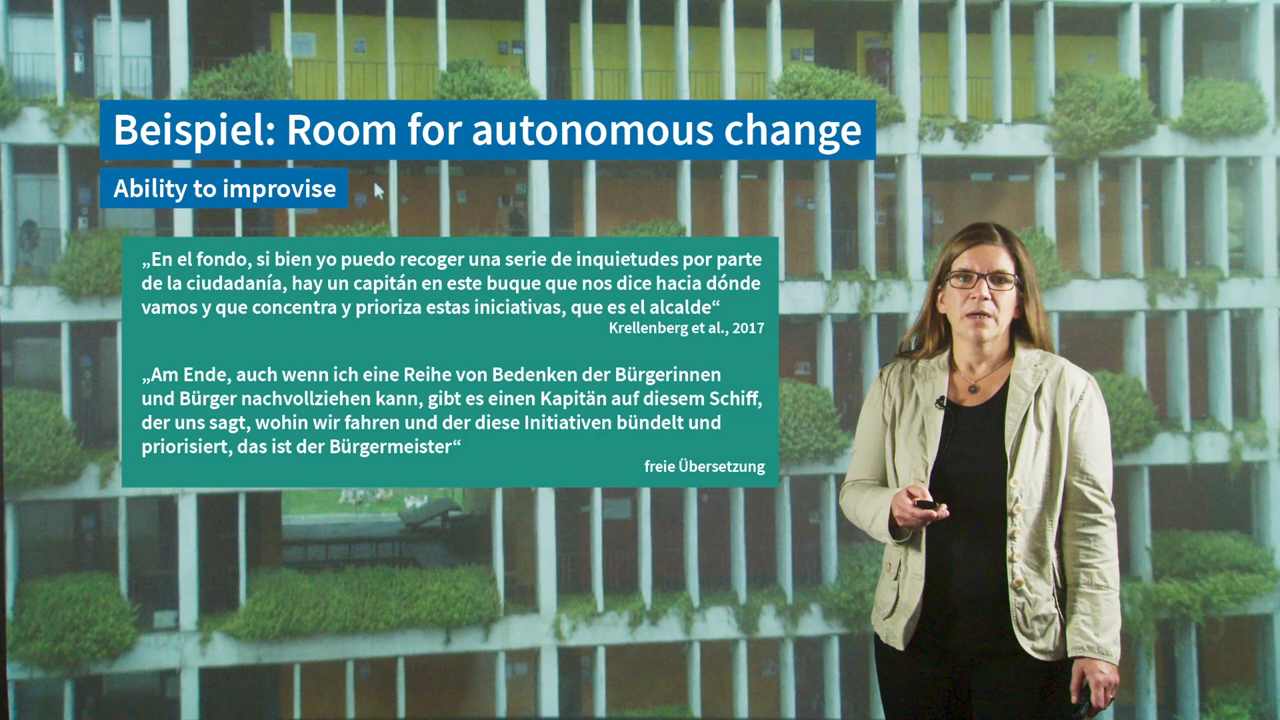 Beispiel: Room for autonomous change
Ability to improvise
„En el fondo, si bien yo puedo recoger una serie de inquietudes por parte
de la ciudadanía, hay un capitán en este buque que nos dice hacia dónde
vamos y que concentra y prioriza estas iniciativas, que es el alcalde“
Krellenberg et al., 2017
„Am Ende, auch wenn ich eine Reihe von Bedenken der Bürgerinnen
und Bürger nachvollziehen kann, gibt es einen Kapitän auf diesem Schiff,
der uns sagt, wohin wir fahren und der diese Initiativen bündelt und
priorisiert, das ist der Bürgermeister“
freie Übersetzung